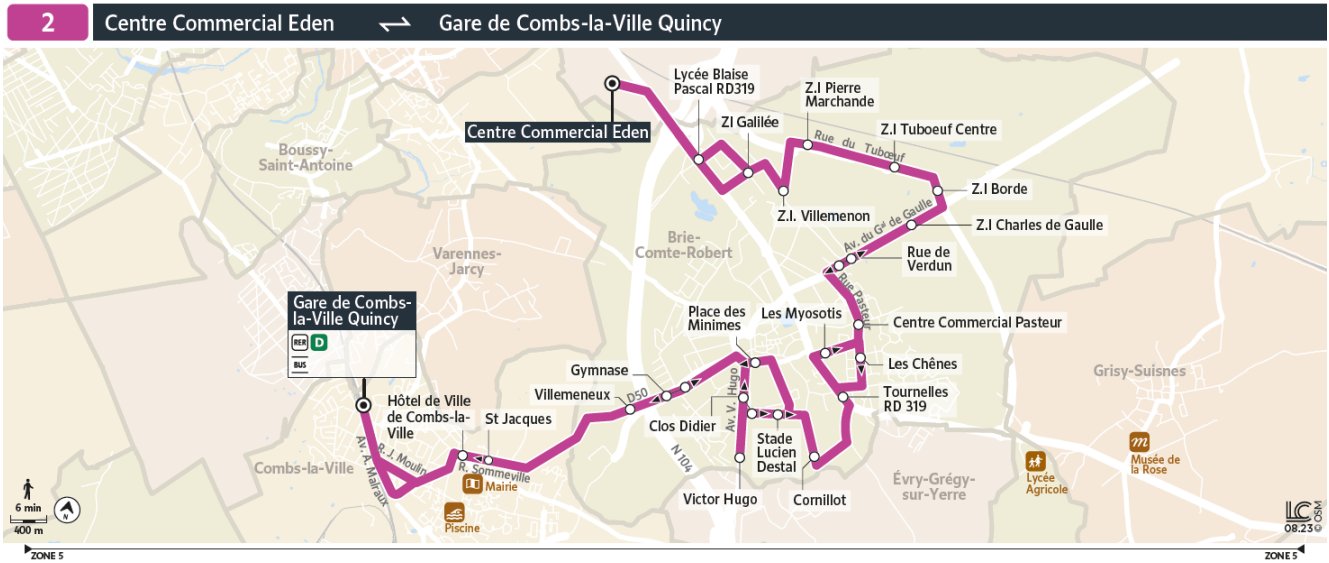 2
Centre Commercial Eden
Gare de Combs-la-Ville Quincy
Lycée Blaise
Pascal RD319
Z.I Pierre
Marchande
ZI Galilée
Centre Commercial Eden
Rue du Tubœuf
Z.I Tuboeuf Centre
Boussy-
Saint-Antoine
Z.I Borde
Z.I. Villemenon
Z.I Charles de Gaulle
Av. du Gal de Gaulle
Brie-
Comte-Robert
Varennes-
Jarcy
Rue de
Verdun
Rue Pasteur
Gare de Combs-
la-Ville Quincy
RER D
BUS
Place des
Minimes
Les Myosotis
Centre Commercial Pasteur
Les Chênes
Gymnase
Grisy-Suisnes
Villemeneux
D50
Av. V. Hugo
Tournelles
RD 319
Hôtel de Ville
de Combs-la-
Ville
St Jacques
Clos Didier
Stade
Lucien
Destal
Av. A. Malraux
R. J. Moulin
R. Sommeville
N 104
Combs-la-Ville
Mairie
Musée de
la Rose
Lycée
Agricole
Évry-Grégy-
sur-Yerre
Victor Hugo
Cornillot
Piscine
6 min
400 m
N
LC
08.23
© OSM
ZONE 5
ZONE 5